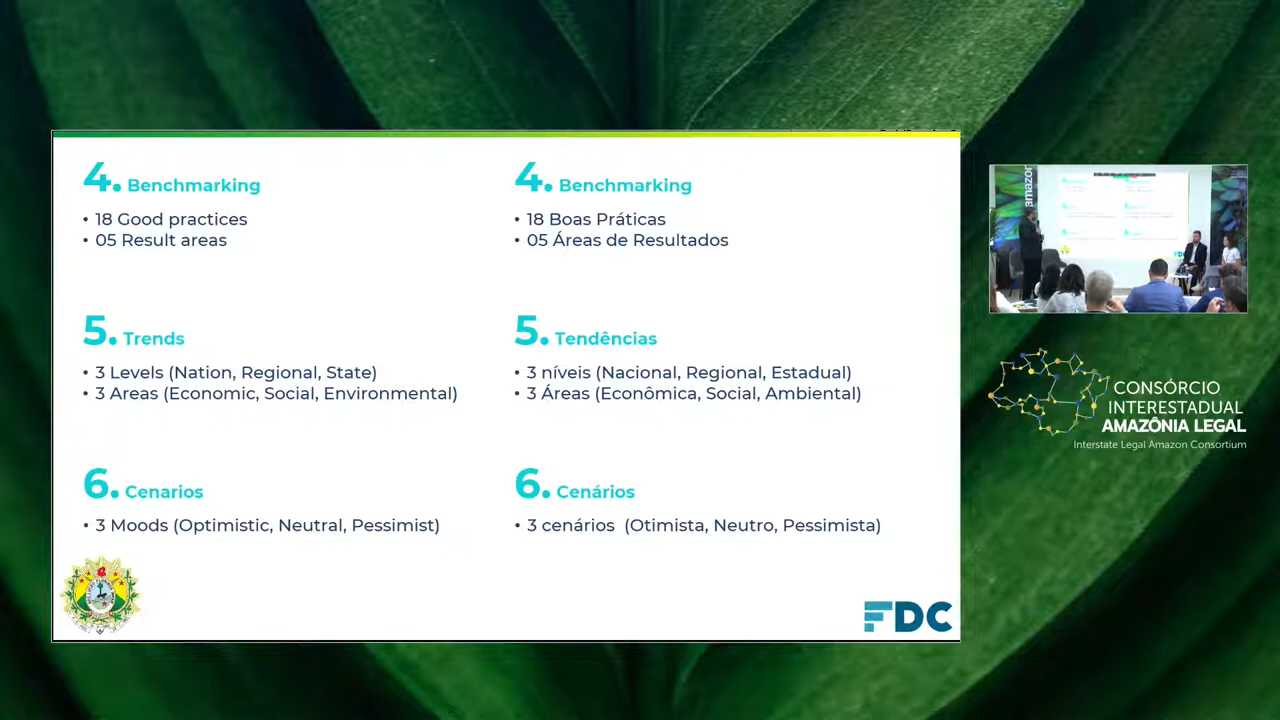 4. Benchmarking
• 18 Good practices
• 05 Result areas
5. Trends
• 3 Levels (Nation, Regional, State)
• 3 Areas (Economic, Social, Environmental)
6. Cenarios
• 3 Moods (Optimistic, Neutral, Pessimist)
4. Benchmarking
• 18 Boas Práticas
• 05 Áreas de Resultados
5. Tendências
• 3 níveis (Nacional, Regional, Estadual)
• 3 Áreas (Econômica, Social, Ambiental)
6. Cenários
• 3 cenários (Otimista, Neutro, Pessimista)
FDC
amazon
CONSÓRCIO
INTERESTADUAL
AMAZÔNIA LEGAL
Interstate Legal Amazon Consortium